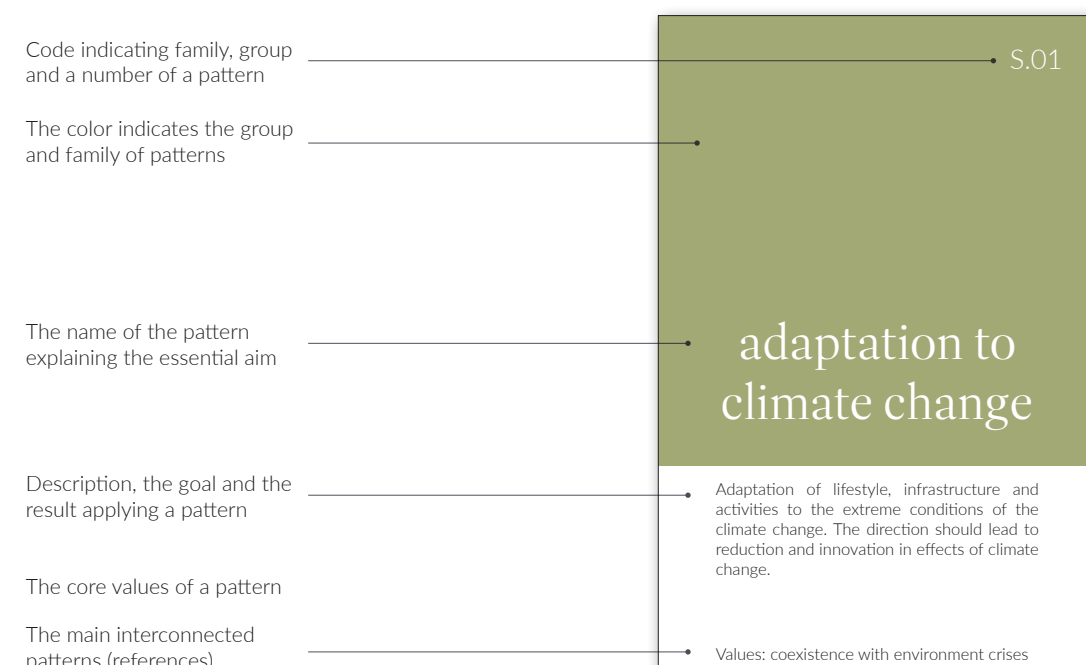 Code indicating family, group
and a number of a pattern
S.01
The color indicates the group
and family of patterns
The name of the pattern
explaining the essential aim
adaptation to
climate change
Description, the goal and the
result applying a pattern
Adaptation of lifestyle, infrastructure and
activities to the extreme conditions of the
climate change. The direction should lead to
reduction and innovation in effects of climate
change.
The core values of a pattern
The main interconnected
patterns (references)
Values: coexistence with environment crises